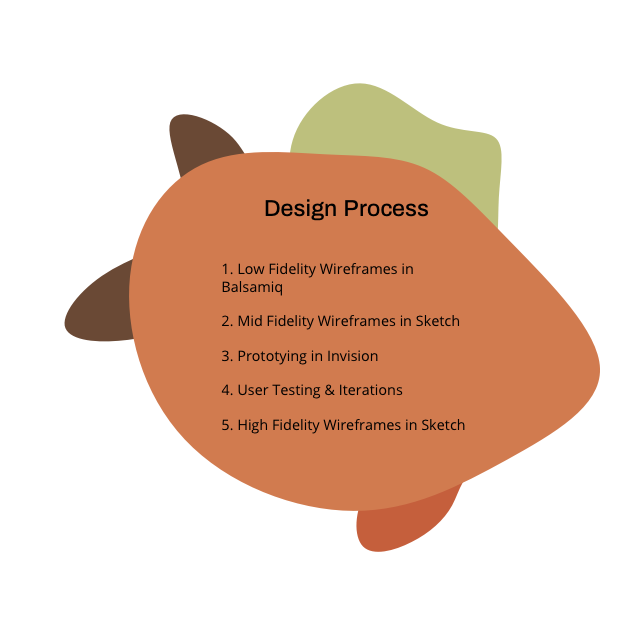 Design Process
1. Low Fidelity Wireframes in
Balsamiq
2. Mid Fidelity Wireframes in Sketch
3. Prototying in Invision
4. User Testing & Iterations
5. High Fidelity Wireframes in Sketch